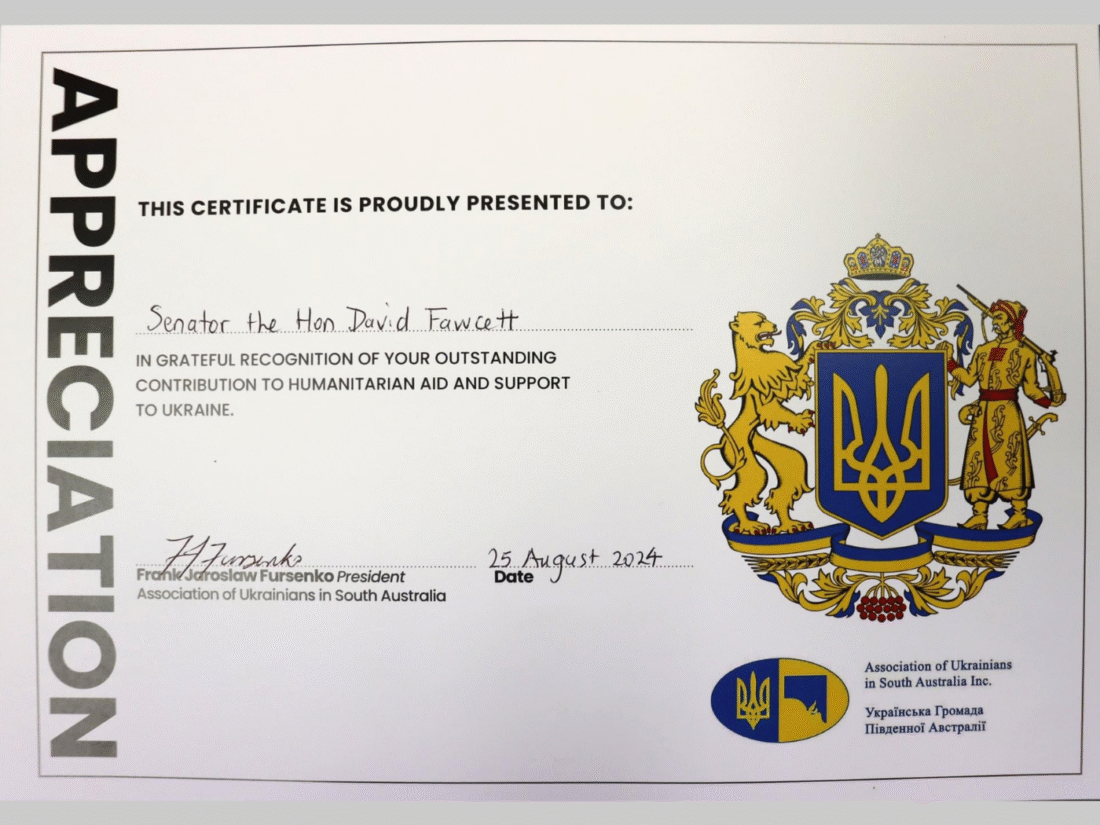 APPRECIATION
THIS CERTIFICATE IS PROUDLY PRESENTED TO:
Senator the Hon David Fawcett
IN GRATEFUL RECOGNITION OF YOUR OUTSTANDING
CONTRIBUTION TO HUMANITARIAN AID AND SUPPORT
TO UKRAINE.
FJFursenko
25 August 2024
Frank Jaroslaw Fursenko President
Date
Association of Ukrainians in South Australia
Association of Ukrainians
in South Australia Inc.
Українська Громада
Південної Австралії